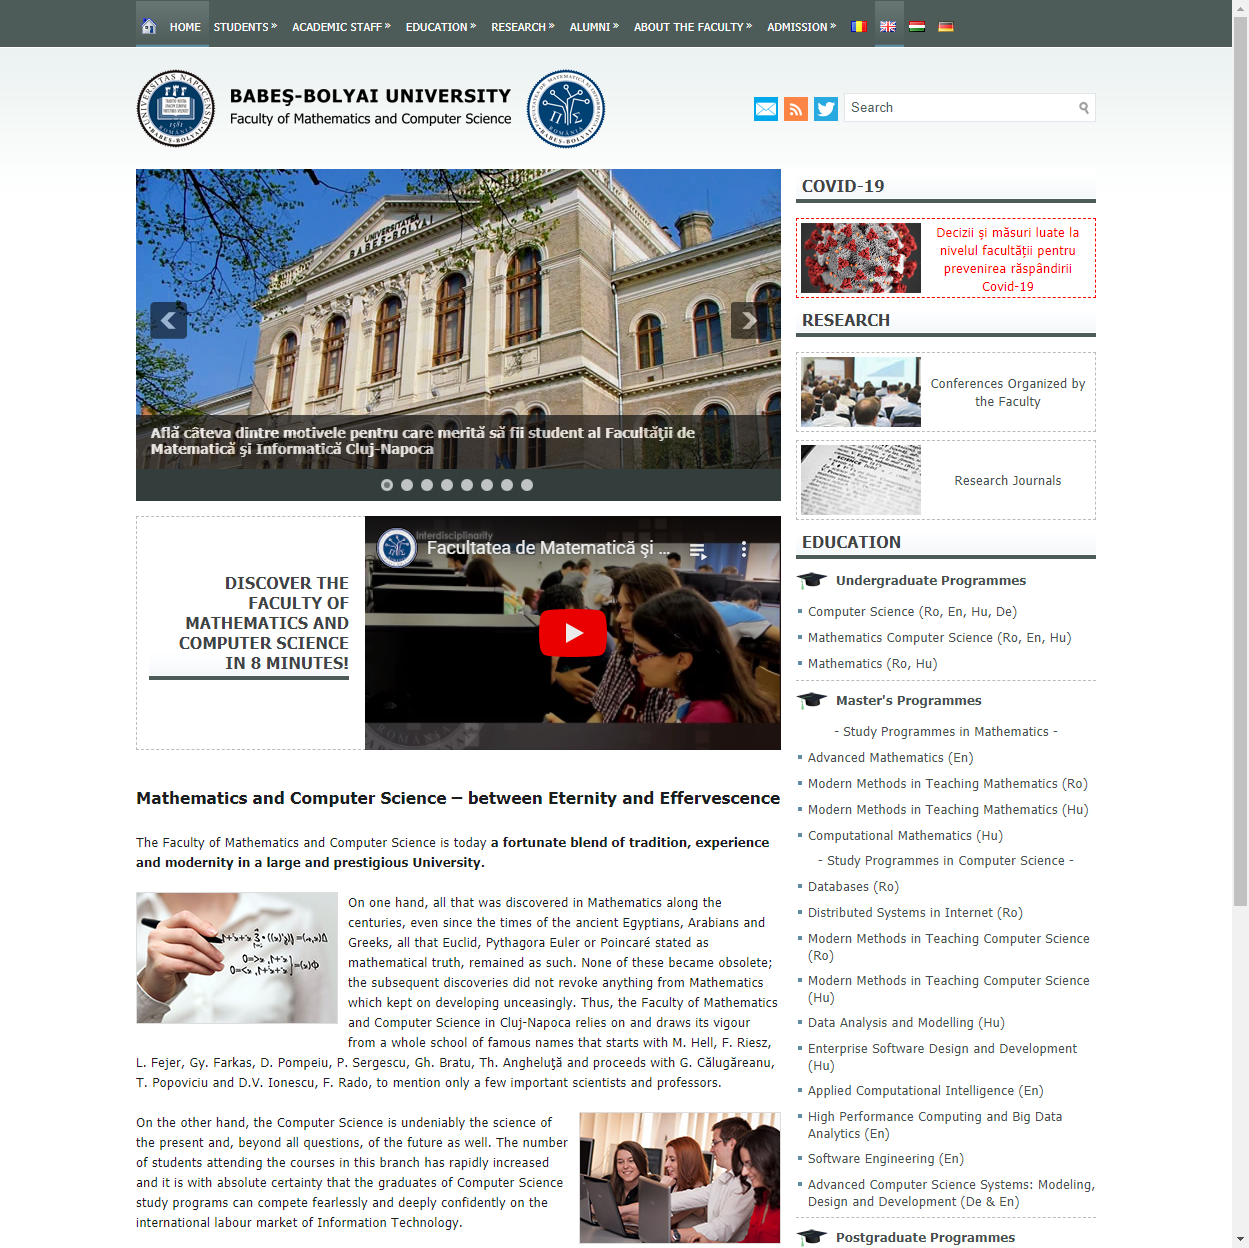 HOME STUDENTS » ACADEMIC STAFF » EDUCATION » RESEARCH » ALUMNI » ABOUT THE FACULTY » ADMISSION »
BABEŞ-BOLYAI UNIVERSITY
Faculty of Mathematics and Computer Science
Search
UNIVERSITATEA
BABEŞ-BOLYAI
Află câteva dintre motivele pentru care merită să fii student al Facultăţii de
Matematică şi Informatică Cluj-Napoca
DISCOVER THE
FACULTY OF
MATHEMATICS AND
COMPUTER SCIENCE
IN 8 MINUTES!
Interdisciplinarity
Facultatea de Matematică şi ...
Mathematics and Computer Science – between Eternity and Effervescence
The Faculty of Mathematics and Computer Science is today a fortunate blend of tradition, experience
and modernity in a large and prestigious University.
On one hand, all that was discovered in Mathematics along the
centuries, even since the times of the ancient Egyptians, Arabians and
Greeks, all that Euclid, Pythagora Euler or Poincaré stated as
mathematical truth, remained as such. None of these became obsolete;
the subsequent discoveries did not revoke anything from Mathematics
which kept on developing unceasingly. Thus, the Faculty of Mathematics
and Computer Science in Cluj-Napoca relies on and draws its vigour
from a whole school of famous names that starts with M. Hell, F. Riesz,
L. Fejer, Gy. Farkas, D. Pompeiu, P. Sergescu, Gh. Bratu, Th. Angheluţă and proceeds with G. Călugăreanu,
T. Popoviciu and D.V. Ionescu, F. Rado, to mention only a few important scientists and professors.
On the other hand, the Computer Science is undeniably the science of
the present and, beyond all questions, of the future as well. The number
of students attending the courses in this branch has rapidly increased
and it is with absolute certainty that the graduates of Computer Science
study programs can compete fearlessly and deeply confidently on the
international labour market of Information Technology.
COVID-19
Decizii şi măsuri luate la
nivelul facultăţii pentru
prevenirea răspândirii
Covid-19
RESEARCH
Conferences Organized by
the Faculty
Research Journals
EDUCATION
Undergraduate Programmes
Computer Science (Ro, En, Hu, De)
Mathematics Computer Science (Ro, En, Hu)
Mathematics (Ro, Hu)
Master's Programmes
- Study Programmes in Mathematics -
Advanced Mathematics (En)
Modern Methods in Teaching Mathematics (Ro)
Modern Methods in Teaching Mathematics (Hu)
Computational Mathematics (Hu)
- Study Programmes in Computer Science -
Databases (Ro)
Distributed Systems in Internet (Ro)
Modern Methods in Teaching Computer Science
(Ro)
Modern Methods in Teaching Computer Science
(Hu)
Data Analysis and Modelling (Hu)
Enterprise Software Design and Development
(Hu)
Applied Computational Intelligence (En)
High Performance Computing and Big Data
Analytics (En)
Software Engineering (En)
Advanced Computer Science Systems: Modeling,
Design and Development (De & En)
Postgraduate Programmes